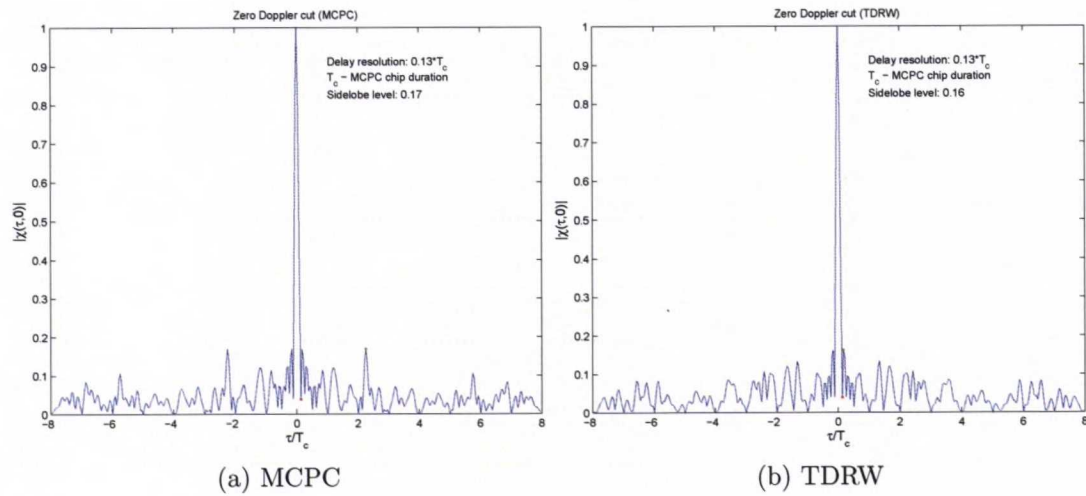 Zero Doppler cut (MCPC)
1
0.9
0.8
0.7
0.6
0.5
0.4
0.3
0.2
0.1
0
Delay resolution: 0.13*T_c
T_c − MCPC chip duration
Sidelobe level: 0.17
|χ(τ,0)|
−8 −6 −4 −2 0 2 4 6 8
τ/T_c
(a) MCPC
Zero Doppler cut (TDRW)
1
0.9
0.8
0.7
0.6
0.5
0.4
0.3
0.2
0.1
0
Delay resolution: 0.13*T_c
T_c − MCPC chip duration
Sidelobe level: 0.16
|χ(τ,0)|
−8 −6 −4 −2 0 2 4 6 8
τ/T_c
(b) TDRW